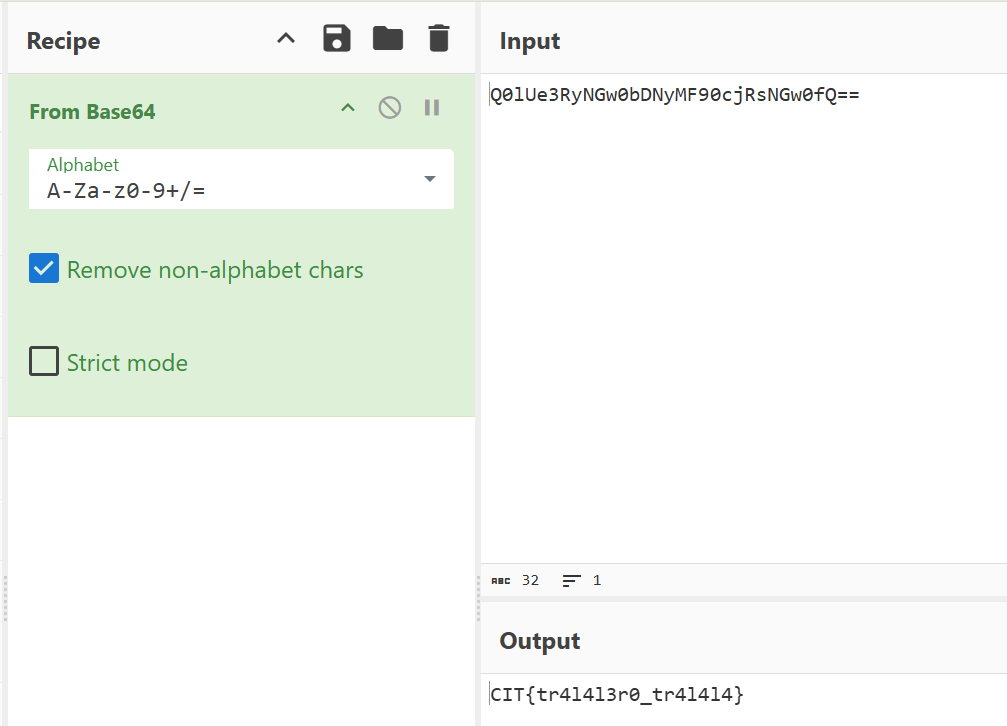 Recipe
From Base64
Alphabet
A-Za-z0-9+/=
Remove non-alphabet chars
Strict mode
Input
Q0lUe3RyNGw0bDNyMF90cjRsNGw0fQ==
ABC 32 1
Output
CIT{tr4l4l3r0_tr4l4l4}